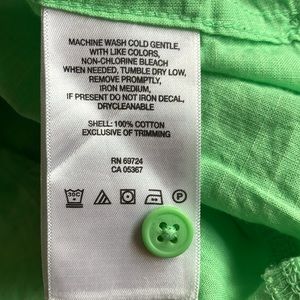 MACHINE WASH COLD GENTLE,
WITH LIKE COLORS,
NON-CHLORINE BLEACH
WHEN NEEDED, TUMBLE DRY LOW,
REMOVE PROMPTLY,
IRON MEDIUM,
IF PRESENT DO NOT IRON DECAL,
DRYCLEANABLE
SHELL: 100% COTTON
EXCLUSIVE OF TRIMMING
RN 69724
CA 05367
30C P